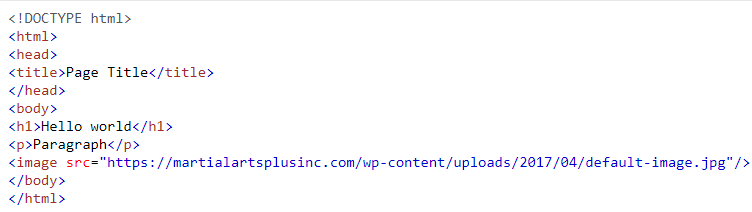 <!DOCTYPE html>
<html>
<head>
<title>Page Title</title>
</head>
<body>
<h1>Hello world</h1>
<p>Paragraph</p>
<image src="https://martialartsplusinc.com/wp-content/uploads/2017/04/default-image.jpg"/>
</body>
</html>